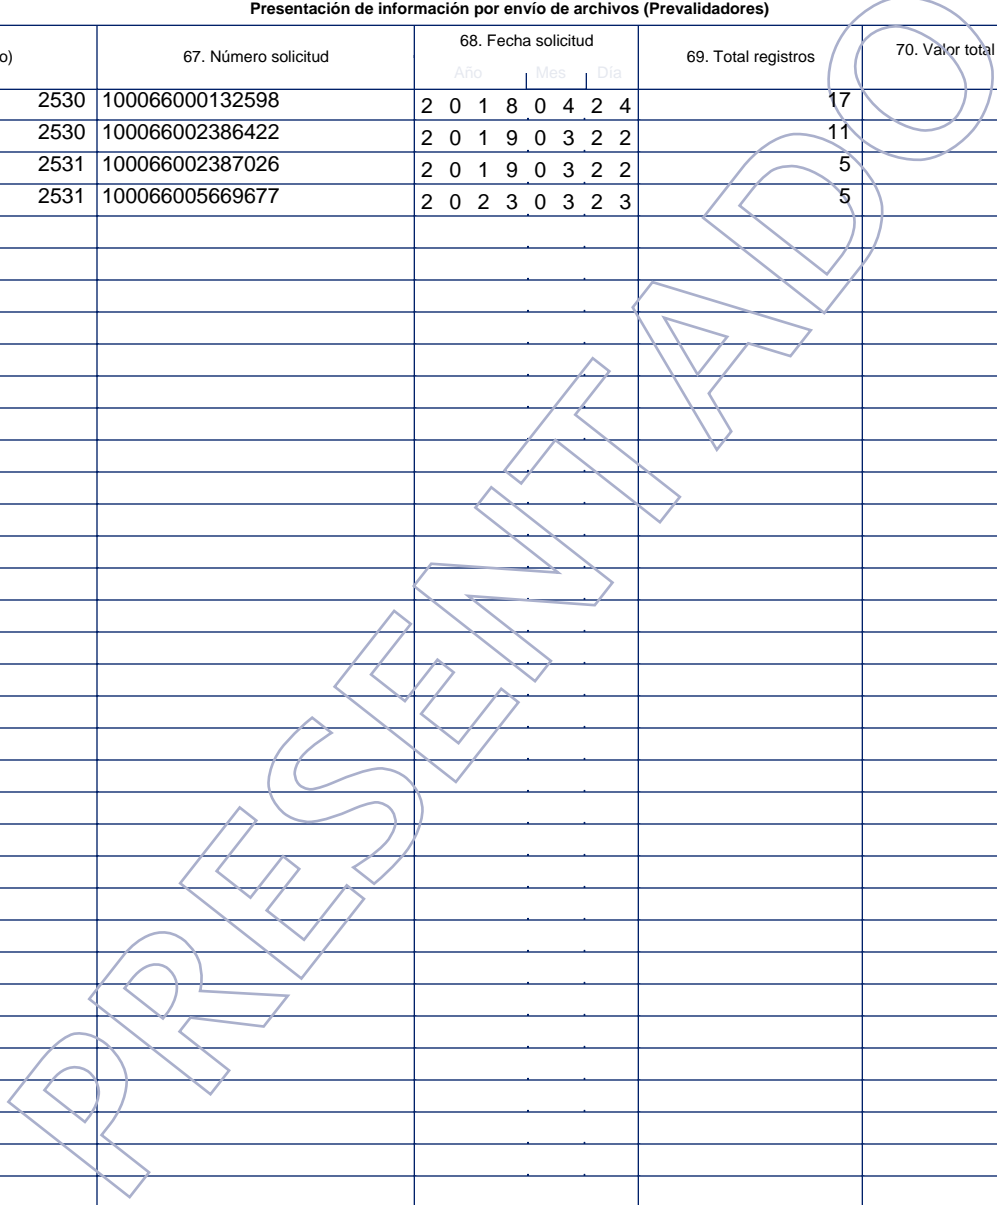 Presentación de información por envío de archivos (Prevalidadores)
o) 67. Número solicitud 68. Fecha solicitud 69. Total registros 70. Valor total
Año Mes Día
2530 100066000132598 2 0 1 8 0 4 2 4 17
2530 100066002386422 2 0 1 9 0 3 2 2 11
2531 100066002387026 2 0 1 9 0 3 2 2 5
2531 100066005669677 2 0 2 3 0 3 2 3 5
PRESENTADO